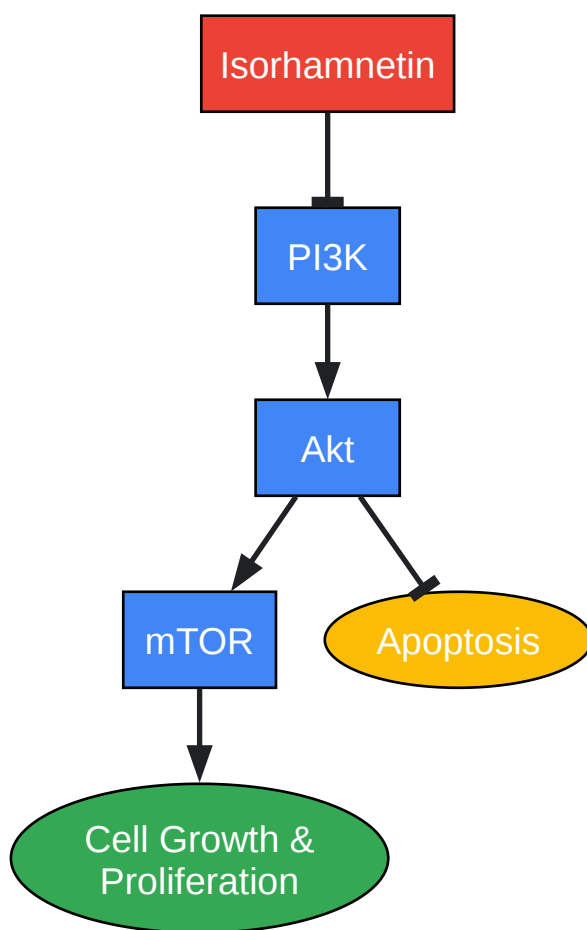 Isorhamnetin
PI3K
Akt
mTOR
Apoptosis
Cell Growth &
Proliferation